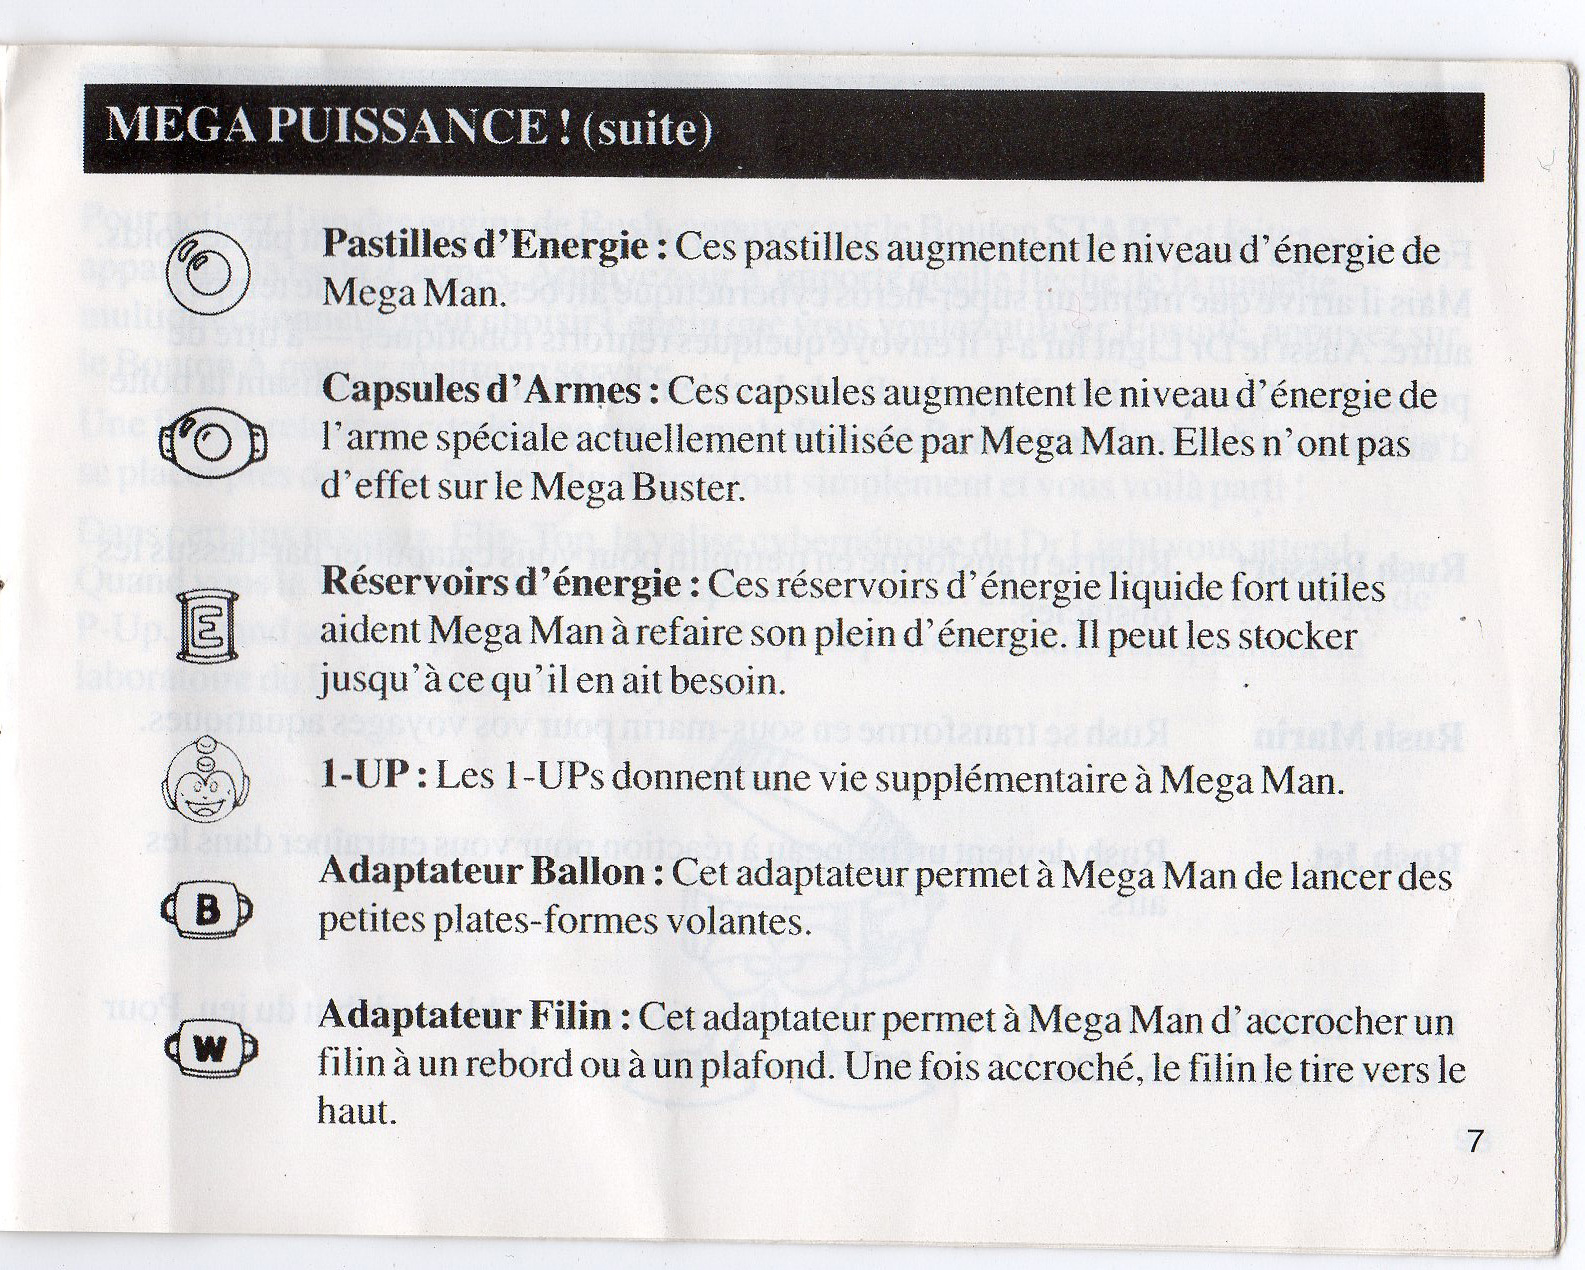 MEGA PUISSANCE ! (suite)
Pastilles d'Energie : Ces pastilles augmentent le niveau d'énergie de
Mega Man.
Capsules d'Armes : Ces capsules augmentent le niveau d'énergie de
l'arme spéciale actuellement utilisée par Mega Man. Elles n'ont pas
d'effet sur le Mega Buster.
E
Réservoirs d'énergie : Ces réservoirs d'énergie liquide fort utiles
aident Mega Man à refaire son plein d'énergie. Il peut les stocker
jusqu'à ce qu'il en ait besoin.
1-UP : Les 1-UPs donnent une vie supplémentaire à Mega Man.
B
Adaptateur Ballon : Cet adaptateur permet à Mega Man de lancer des
petites plates-formes volantes.
W
Adaptateur Filin : Cet adaptateur permet à Mega Man d'accrocher un
filin à un rebord ou à un plafond. Une fois accroché, le filin le tire vers le
haut.
7